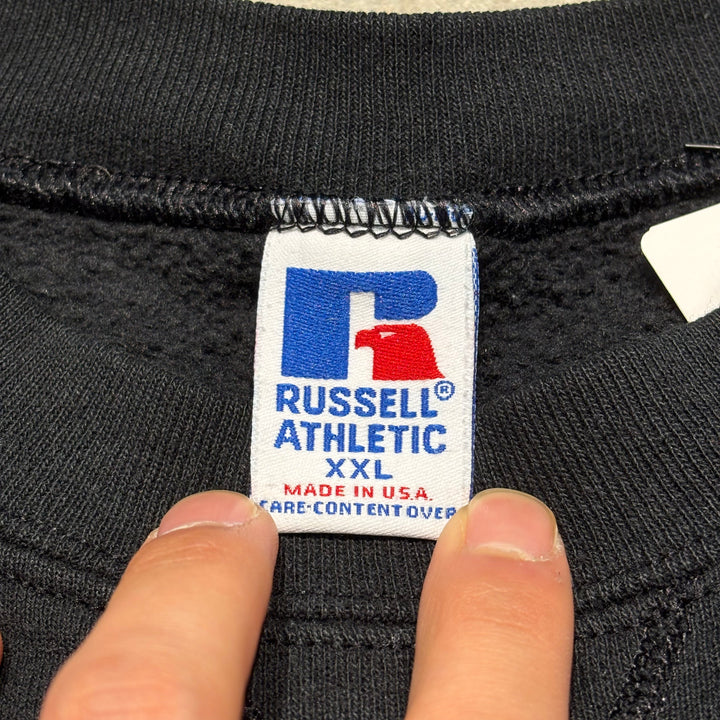 RUSSELL®
ATHLETIC
XXL
MADE IN U.S.A.
CARE-CONTENT OVER